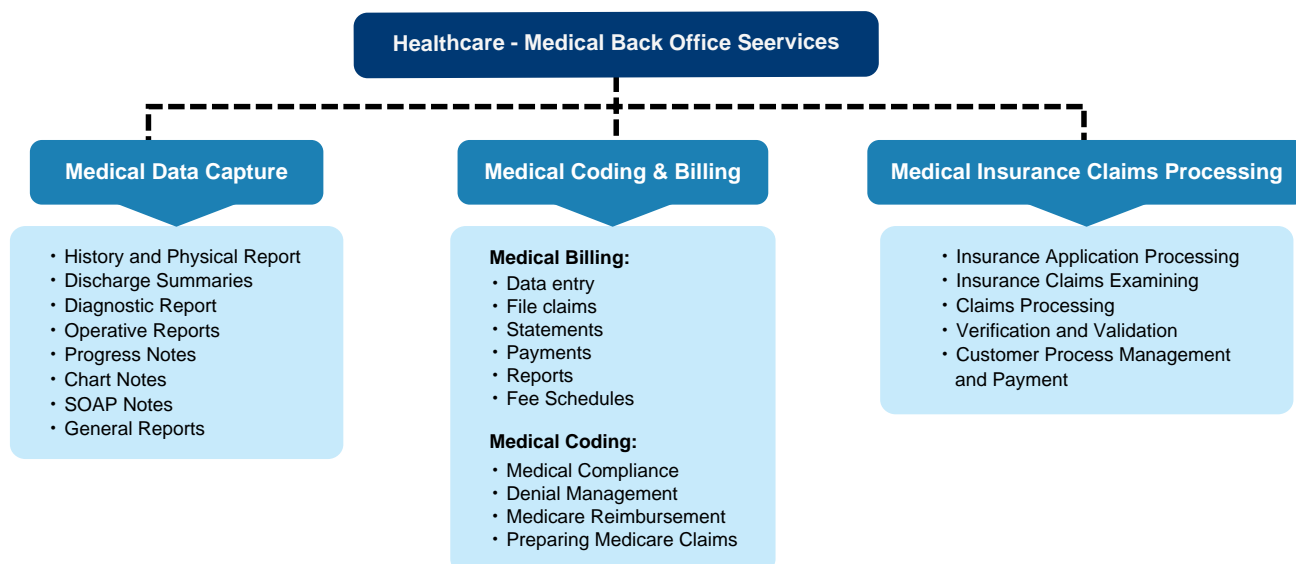 Healthcare - Medical Back Office Seervices
Medical Data Capture
· History and Physical Report
· Discharge Summaries
· Diagnostic Report
· Operative Reports
· Progress Notes
· Chart Notes
· SOAP Notes
· General Reports
Medical Coding & Billing
Medical Billing:
· Data entry
· File claims
· Statements
· Payments
· Reports
· Fee Schedules
Medical Coding:
· Medical Compliance
· Denial Management
· Medicare Reimbursement
· Preparing Medicare Claims
Medical Insurance Claims Processing
· Insurance Application Processing
· Insurance Claims Examining
· Claims Processing
· Verification and Validation
· Customer Process Management
and Payment